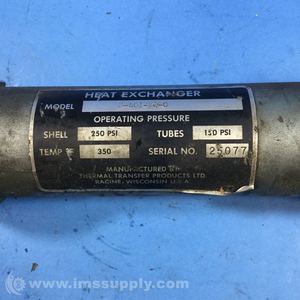 HEAT EXCHANGER
MODEL
OPERATING PRESSURE
SHELL 250 PSI TUBES 150 PSI
TEMP °F 350 SERIAL NO. 25077
MANUFACTURED BY
THERMAL TRANSFER PRODUCTS LTD.
RACINE, WISCONSIN U.S.A
© www.imssupply.com